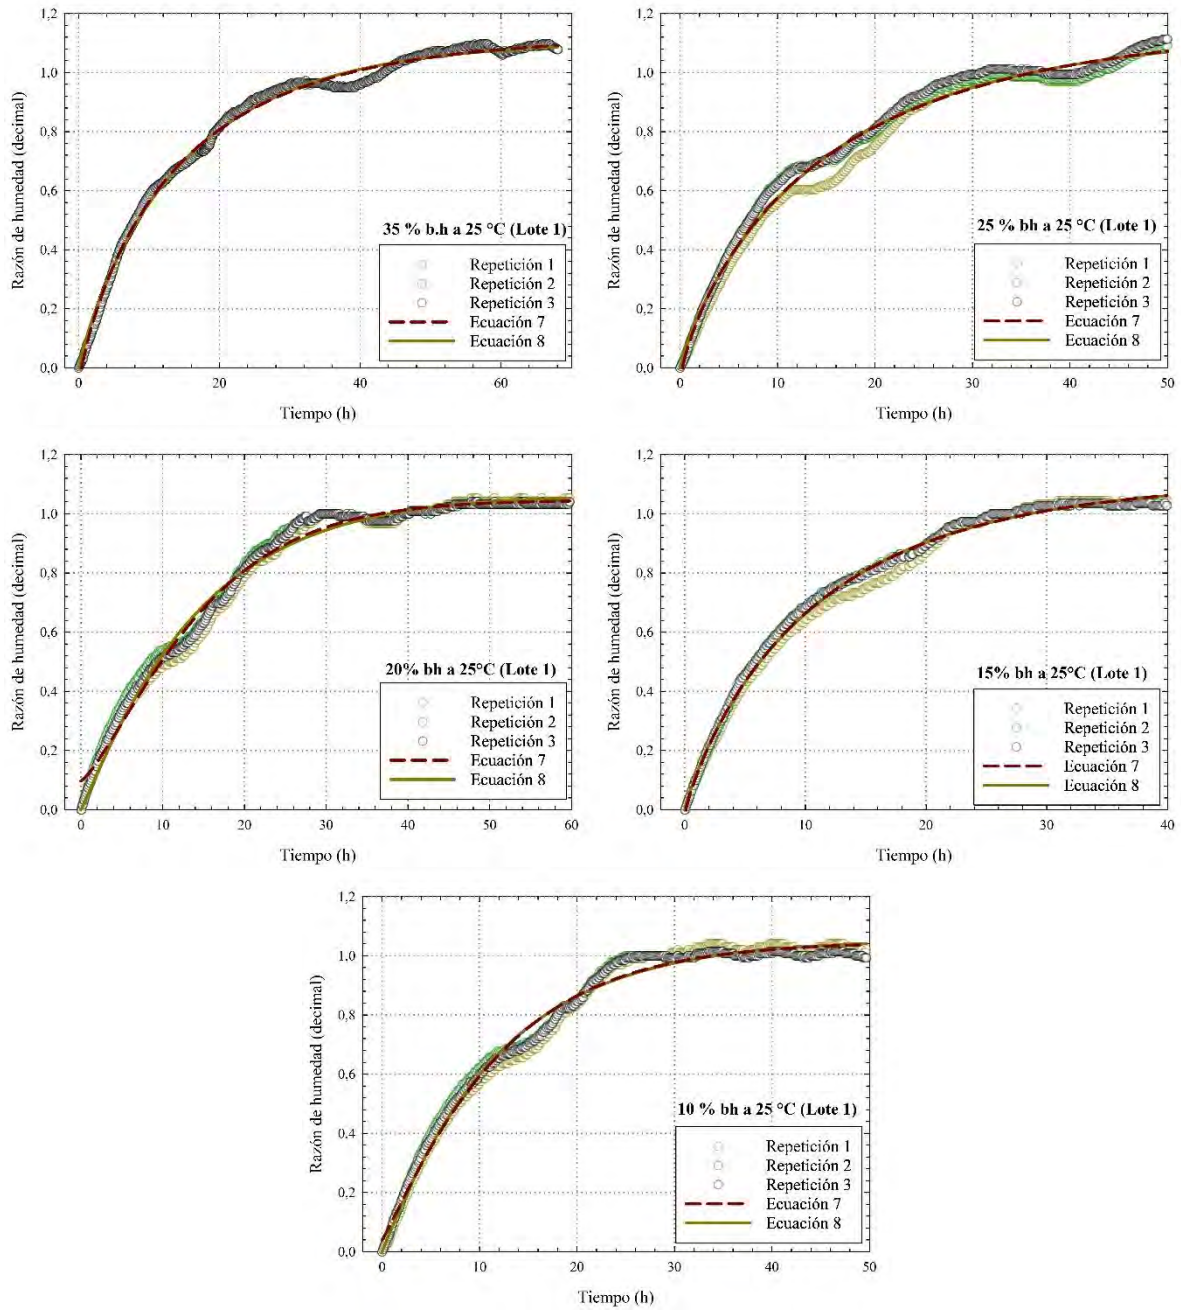 1,2
1,0
0,8
0,6
0,4
0,2
0,0
Razón de humedad (decimal)
35 % b.h a 25 °C (Lote 1)
Repetición 1
Repetición 2
Repetición 3
Ecuación 7
Ecuación 8
0 20 40 60
Tiempo (h)
1,2
1,0
0,8
0,6
0,4
0,2
0,0
Razón de humedad (decimal)
25 % bh a 25 °C (Lote 1)
Repetición 1
Repetición 2
Repetición 3
Ecuación 7
Ecuación 8
0 10 20 30 40 50
Tiempo (h)
1,2
1,0
0,8
0,6
0,4
0,2
0,0
Razón de humedad (decimal)
20% bh a 25°C (Lote 1)
Repetición 1
Repetición 2
Repetición 3
Ecuación 7
Ecuación 8
0 10 20 30 40 50 60
Tiempo (h)
1,2
1,0
0,8
0,6
0,4
0,2
0,0
Razón de humedad (decimal)
15% bh a 25°C (Lote 1)
Repetición 1
Repetición 2
Repetición 3
Ecuación 7
Ecuación 8
0 10 20 30 40
Tiempo (h)
1,2
1,0
0,8
0,6
0,4
0,2
0,0
Razón de humedad (decimal)
10 % bh a 25 °C (Lote 1)
Repetición 1
Repetición 2
Repetición 3
Ecuación 7
Ecuación 8
0 10 20 30 40 50
Tiempo (h)